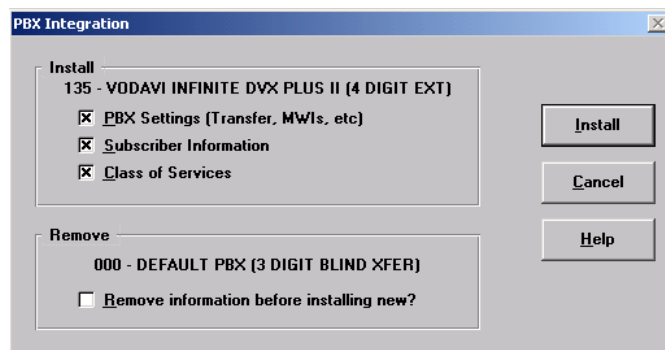 PBX Integration
Install
135 - VODAVI INFINITE DVX PLUS II (4 DIGIT EXT)
PBX Settings (Transfer, MWIs, etc)
Subscriber Information
Class of Services
Install
Cancel
Help
Remove
000 - DEFAULT PBX (3 DIGIT BLIND XFER)
Remove information before installing new?